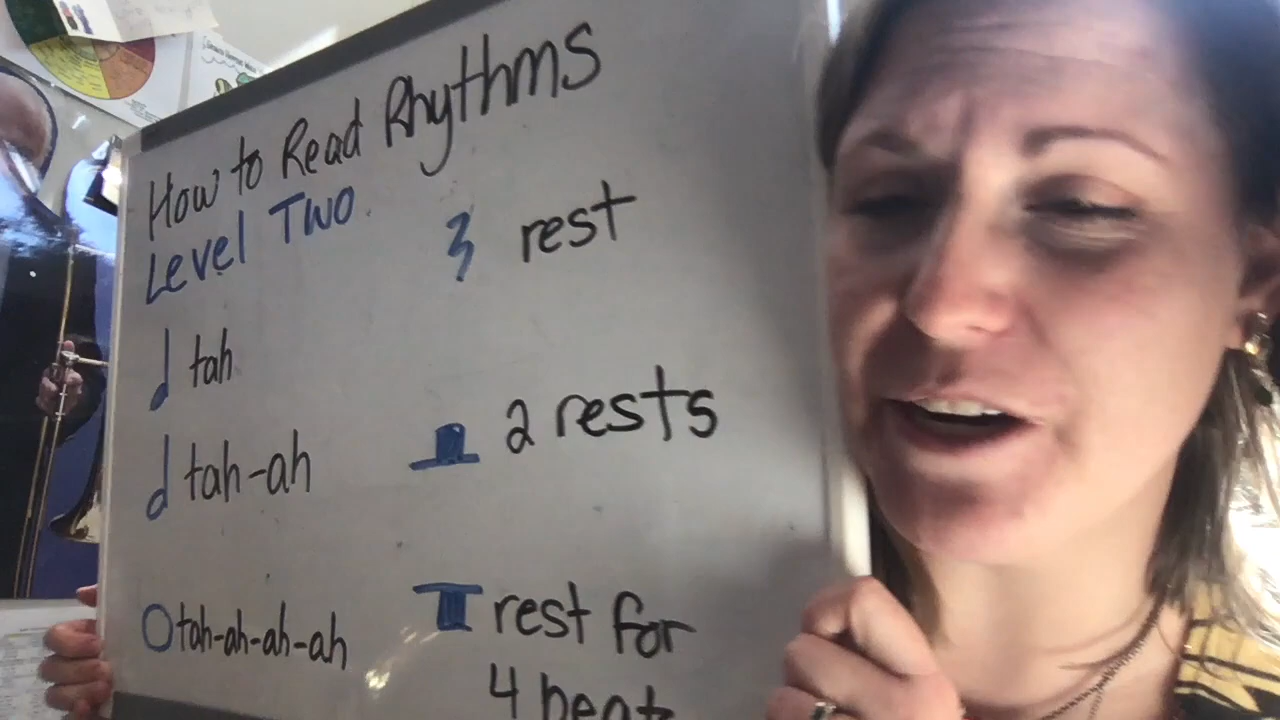 How to Read Rhythms
Level Two
rest
tah
tah-ah
2 rests
tah-ah-ah-ah
rest for
4 beats